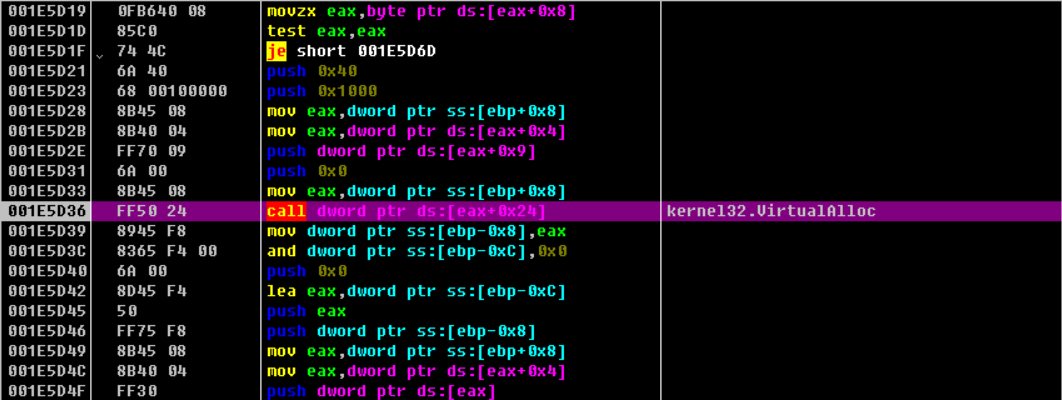 001E5D19 0FB640 08 movzx eax,byte ptr ds:[eax+0x8]
001E5D1D 85C0 test eax,eax
001E5D1F 74 4C je short 001E5D6D
001E5D21 6A 40 push 0x40
001E5D23 68 00100000 push 0x1000
001E5D28 8B45 08 mov eax,dword ptr ss:[ebp+0x8]
001E5D2B 8B40 04 mov eax,dword ptr ds:[eax+0x4]
001E5D2E FF70 09 push dword ptr ds:[eax+0x9]
001E5D31 6A 00 push 0x0
001E5D33 8B45 08 mov eax,dword ptr ss:[ebp+0x8]
001E5D36 FF50 24 call dword ptr ds:[eax+0x24] kernel32.VirtualAlloc
001E5D39 8945 F8 mov dword ptr ss:[ebp-0x8],eax
001E5D3C 8365 F4 00 and dword ptr ss:[ebp-0xC],0x0
001E5D40 6A 00 push 0x0
001E5D42 8D45 F4 lea eax,dword ptr ss:[ebp-0xC]
001E5D45 50 push eax
001E5D46 FF75 F8 push dword ptr ss:[ebp-0x8]
001E5D49 8B45 08 mov eax,dword ptr ss:[ebp+0x8]
001E5D4C 8B40 04 mov eax,dword ptr ds:[eax+0x4]
001E5D4F FF30 push dword ptr ds:[eax]